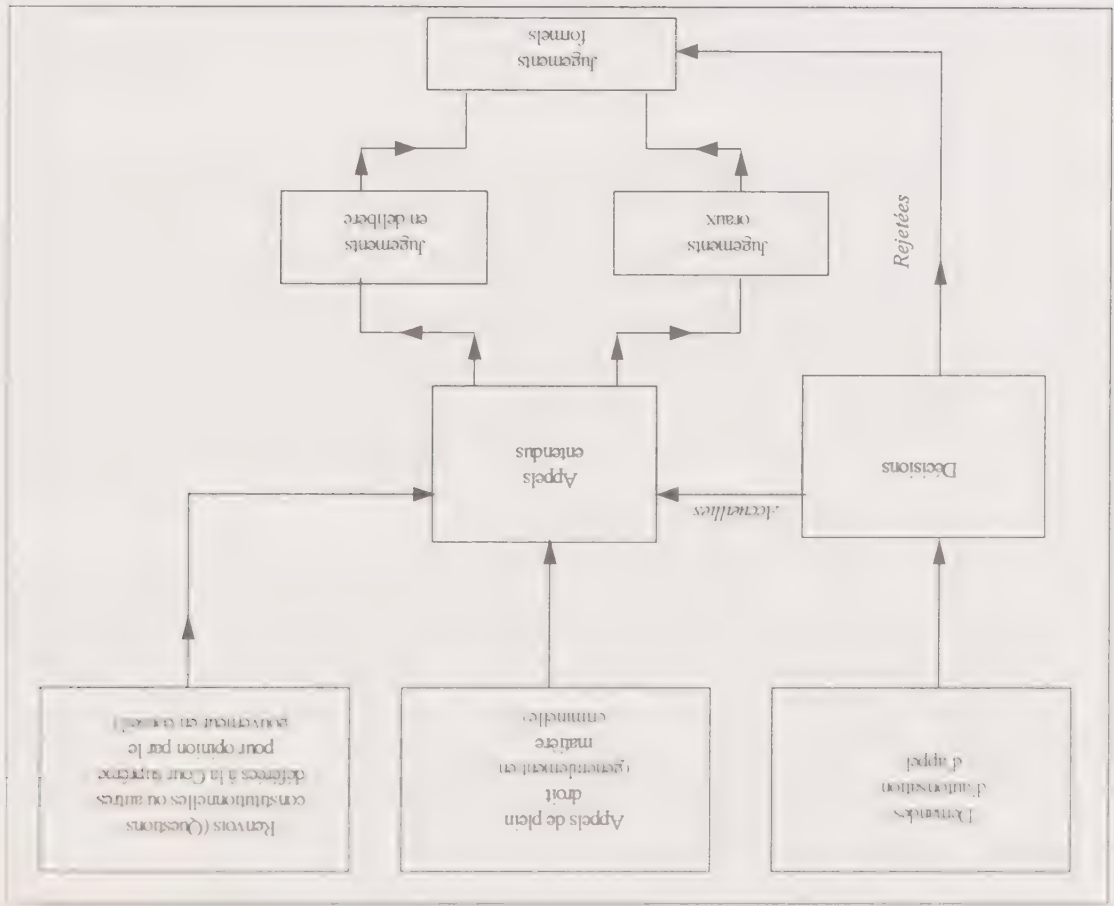 Demandes
d'autorisation
d'appel
Appels de plein
droit
(généralement en
matière
criminelle)
Renvois (Questions
constitutionnelles ou autres
déférées à la Cour suprême
pour opinion par le
gouverneur en conseil)
Décisions
Accueillies
Appels
entendus
Rejetées
Jugements
oraux
Jugements
en délibéré
Jugements
formels